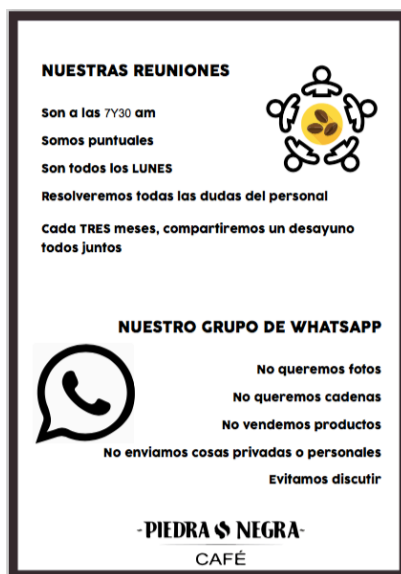 NUESTRAS REUNIONES
Son a las 7Y30 am
Somos puntuales
Son todos los LUNES
Resolveremos todas las dudas del personal
Cada TRES meses, compartiremos un desayuno
todos juntos
NUESTRO GRUPO DE WHATSAPP
No queremos fotos
No queremos cadenas
No vendemos productos
No enviamos cosas privadas o personales
Evitamos discutir
-PIEDRA NEGRA-
CAFÉ